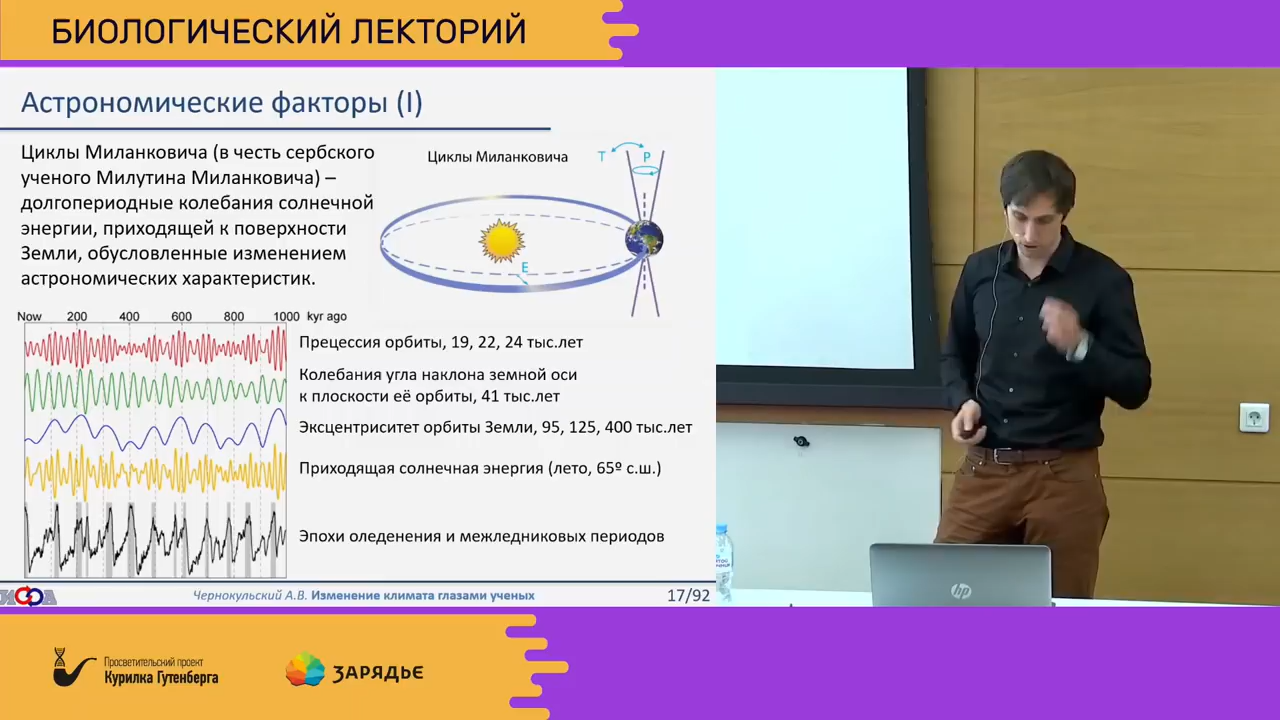 БИОЛОГИЧЕСКИЙ ЛЕКТОРИЙ
Астрономические факторы (I)
Циклы Миланковича (в честь сербского
ученого Милутина Миланковича) –
долгопериодные колебания солнечной
энергии, приходящей к поверхности
Земли, обусловленные изменением
астрономических характеристик.
Циклы Миланковича
T
P
E
Now 200 400 600 800 1000 kyr ago
Прецессия орбиты, 19, 22, 24 тыс.лет
Колебания угла наклона земной оси
к плоскости её орбиты, 41 тыс.лет
Эксцентриситет орбиты Земли, 95, 125, 400 тыс.лет
Приходящая солнечная энергия (лето, 65º с.ш.)
Эпохи оледенения и межледниковых периодов
ИФА
Чернокульский А.В. Изменение климата глазами ученых
17/92
hp
Просветительский проект
Курилка Гутенберга
ЗАРЯДЬЕ